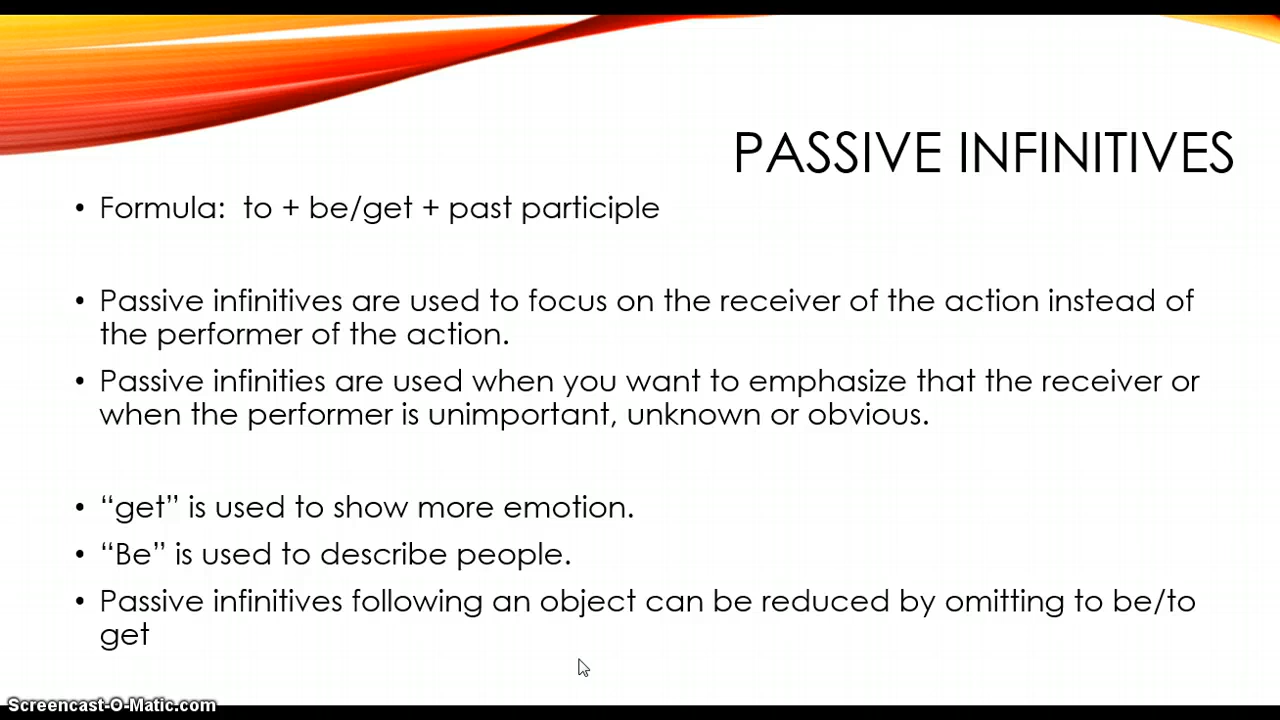 PASSIVE INFINITIVES
• Formula:  to + be/get + past participle
• Passive infinitives are used to focus on the receiver of the action instead of
the performer of the action.
• Passive infinities are used when you want to emphasize that the receiver or
when the performer is unimportant, unknown or obvious.
• “get” is used to show more emotion.
• “Be” is used to describe people.
• Passive infinitives following an object can be reduced by omitting to be/to
get
Screencast-O-Matic.com